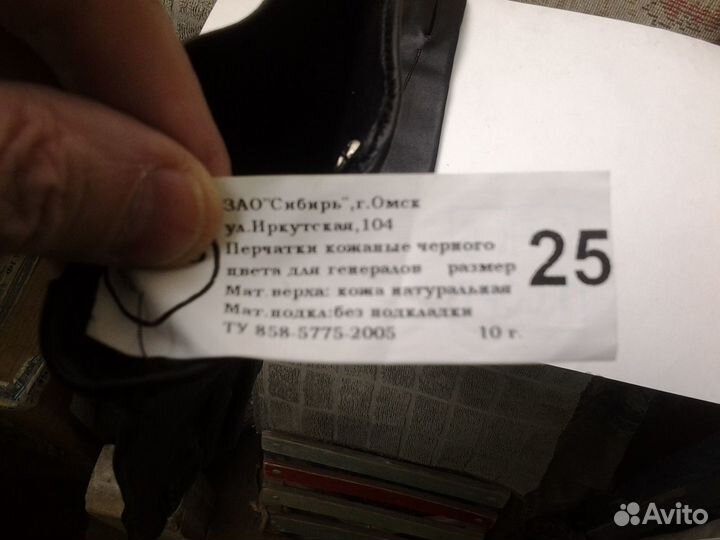 ЗАО"Сибирь",г.Омск
ул.Иркутская,104
Перчатки кожаные черного
цвета для генералов размер 25
Мат.верха: кожа натуральная
Мат.подкл:без подкладки
ТУ 858-5775-2005 10 г.
Avito